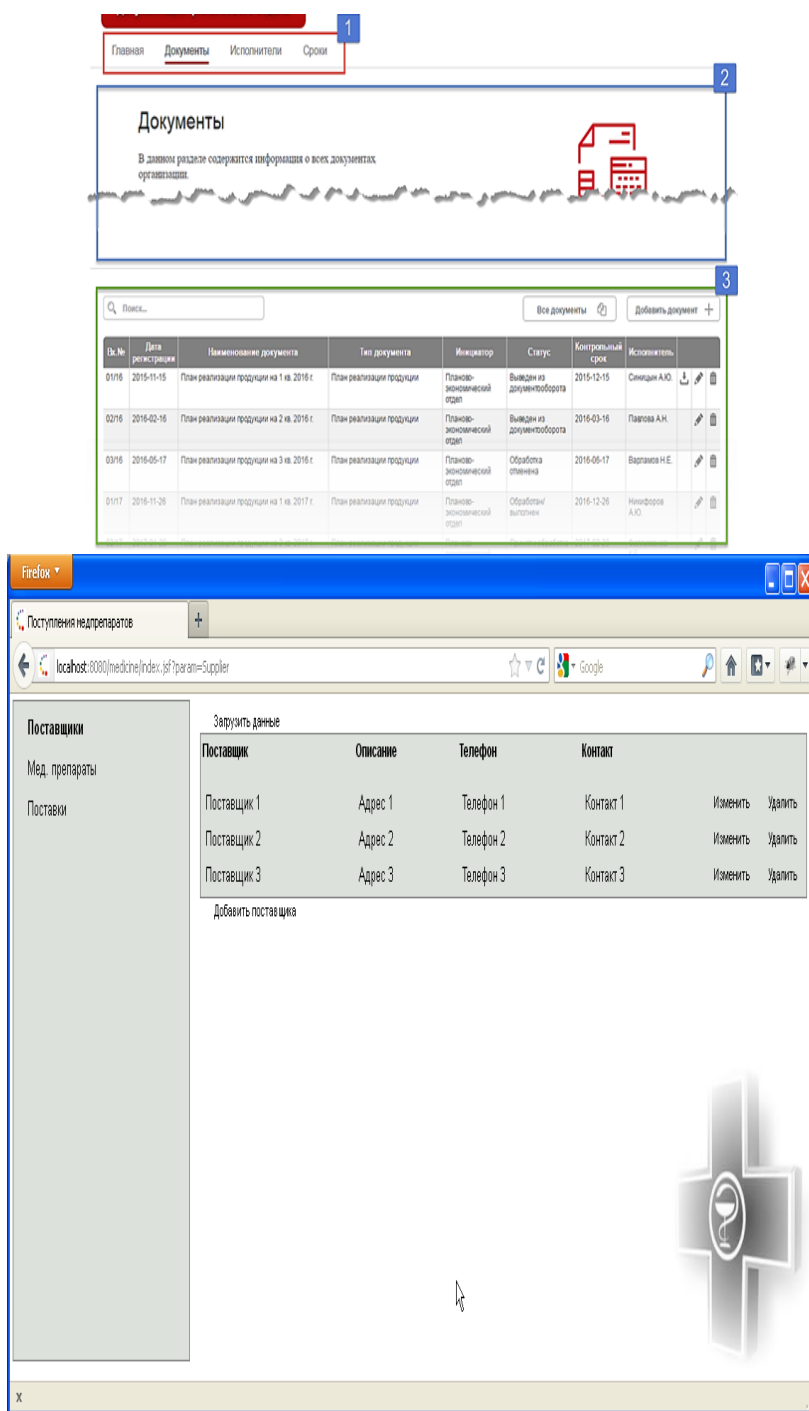 1
Главная Документы Исполнители Сроки
2
Документы
В данном разделе содержится информация о всех документах
организации.
3
Поиск... Все документы Добавить документ
Вх.№ Дата регистрации Наименование документа Тип документа Инициатор Статус Контрольный срок Исполнитель
01/16 2015-11-15 План реализации продукции на 1 кв. 2016 г. План реализации продукции Планово-экономический отдел Выведен из документооборота 2015-12-15 Синицын А.Ю.
02/16 2016-02-16 План реализации продукции на 2 кв. 2016 г. План реализации продукции Планово-экономический отдел Выведен из документооборота 2016-03-16 Павлова А.Н.
03/16 2016-05-17 План реализации продукции на 3 кв. 2016 г. План реализации продукции Планово-экономический отдел Обработка отменена 2016-06-17 Варламов Н.Е.
01/17 2016-11-26 План реализации продукции на 1 кв. 2017 г. План реализации продукции Планово-экономический отдел Обработан/выполнен 2016-12-26 Никифоров А.Ю.
Firefox
Поступления медпрепаратов
localhost:8080/medicine/index.jsf?param=Supplier Google
Загрузить данные
Поставщики
Мед. препараты
Поставки
Поставщик Описание Телефон Контакт
Поставщик 1 Адрес 1 Телефон 1 Контакт 1 Изменить Удалить
Поставщик 2 Адрес 2 Телефон 2 Контакт 2 Изменить Удалить
Поставщик 3 Адрес 3 Телефон 3 Контакт 3 Изменить Удалить
Добавить поставщика
x